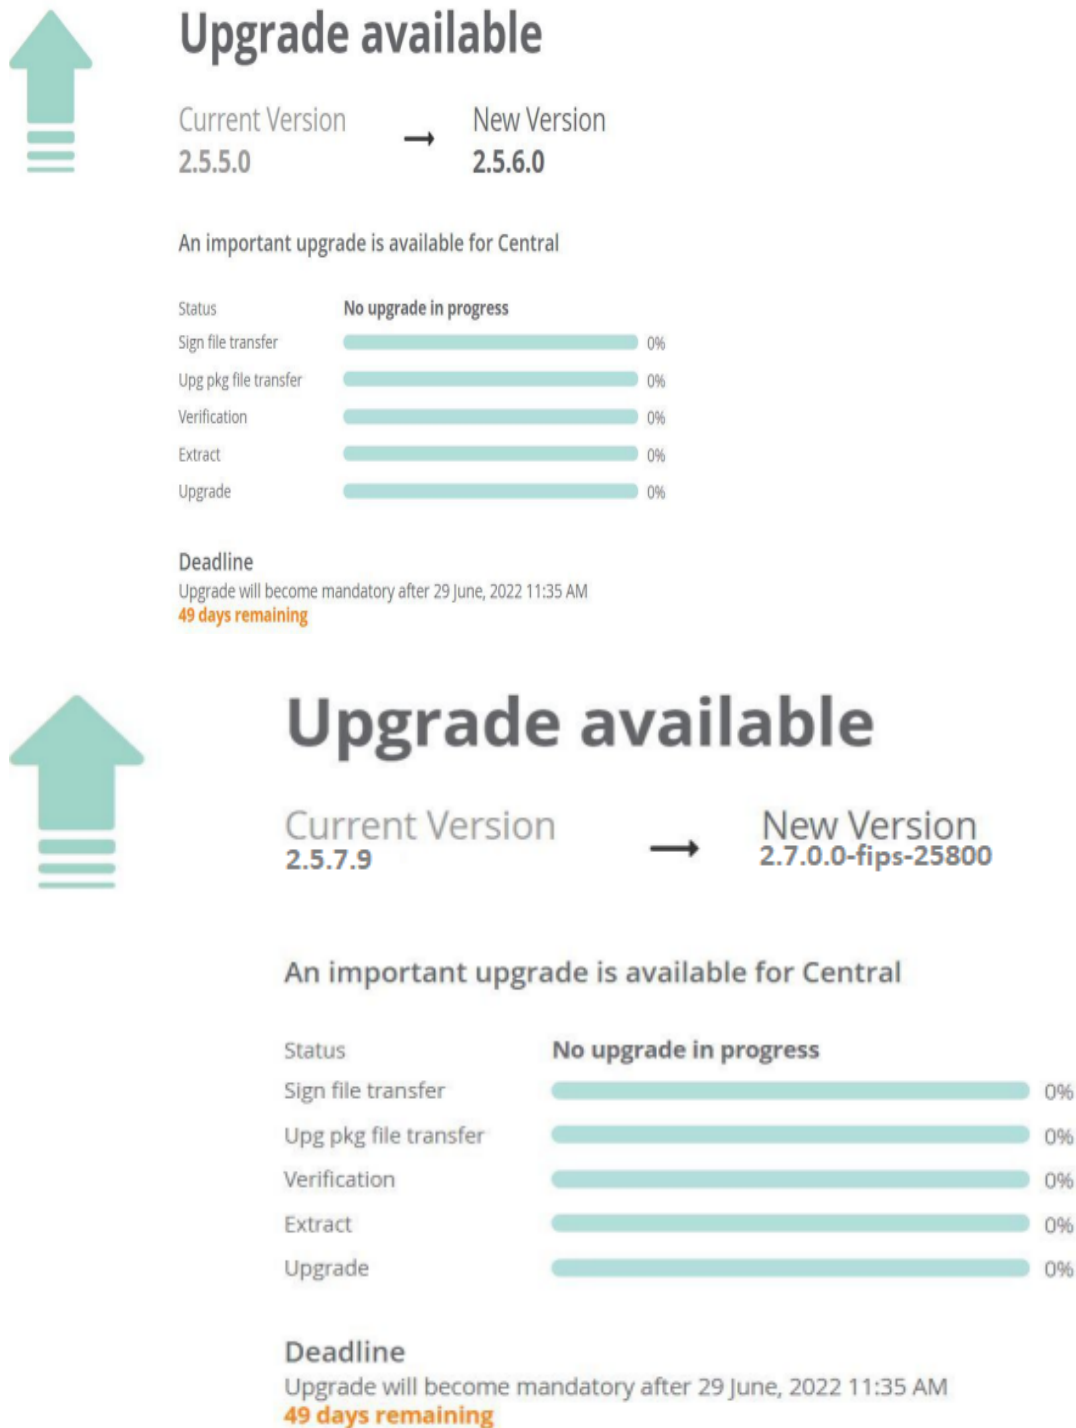 Upgrade available
Current Version → New Version
2.5.5.0 2.5.6.0
An important upgrade is available for Central
Status No upgrade in progress
Sign file transfer 0%
Upg pkg file transfer 0%
Verification 0%
Extract 0%
Upgrade 0%
Deadline
Upgrade will become mandatory after 29 June, 2022 11:35 AM
49 days remaining
Upgrade available
Current Version → New Version
2.5.7.9 2.7.0.0-fips-25800
An important upgrade is available for Central
Status No upgrade in progress
Sign file transfer 0%
Upg pkg file transfer 0%
Verification 0%
Extract 0%
Upgrade 0%
Deadline
Upgrade will become mandatory after 29 June, 2022 11:35 AM
49 days remaining